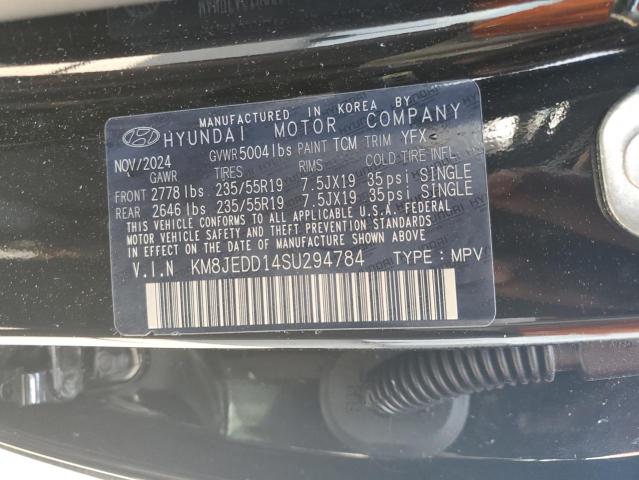 MANUFACTURED IN KOREA BY
HYUNDAI MOTOR COMPANY
NOV/2024 GVWR 5004 lbs PAINT TCM TRIM YFX
GAWR TIRES RIMS COLD TIRE INFL.
FRONT 2778 lbs 235/55R19 7.5JX19 35psi SINGLE
REAR 2646 lbs 235/55R19 7.5JX19 35psi SINGLE
THIS VEHICLE CONFORMS TO ALL APPLICABLE U.S.A. FEDERAL
MOTOR VEHICLE SAFETY AND THEFT PREVENTION STANDARDS
IN EFFECT ON THE DATE OF MANUFACTURE SHOWN ABOVE
V.I.N KM8JEDD14SU294784 TYPE : MPV